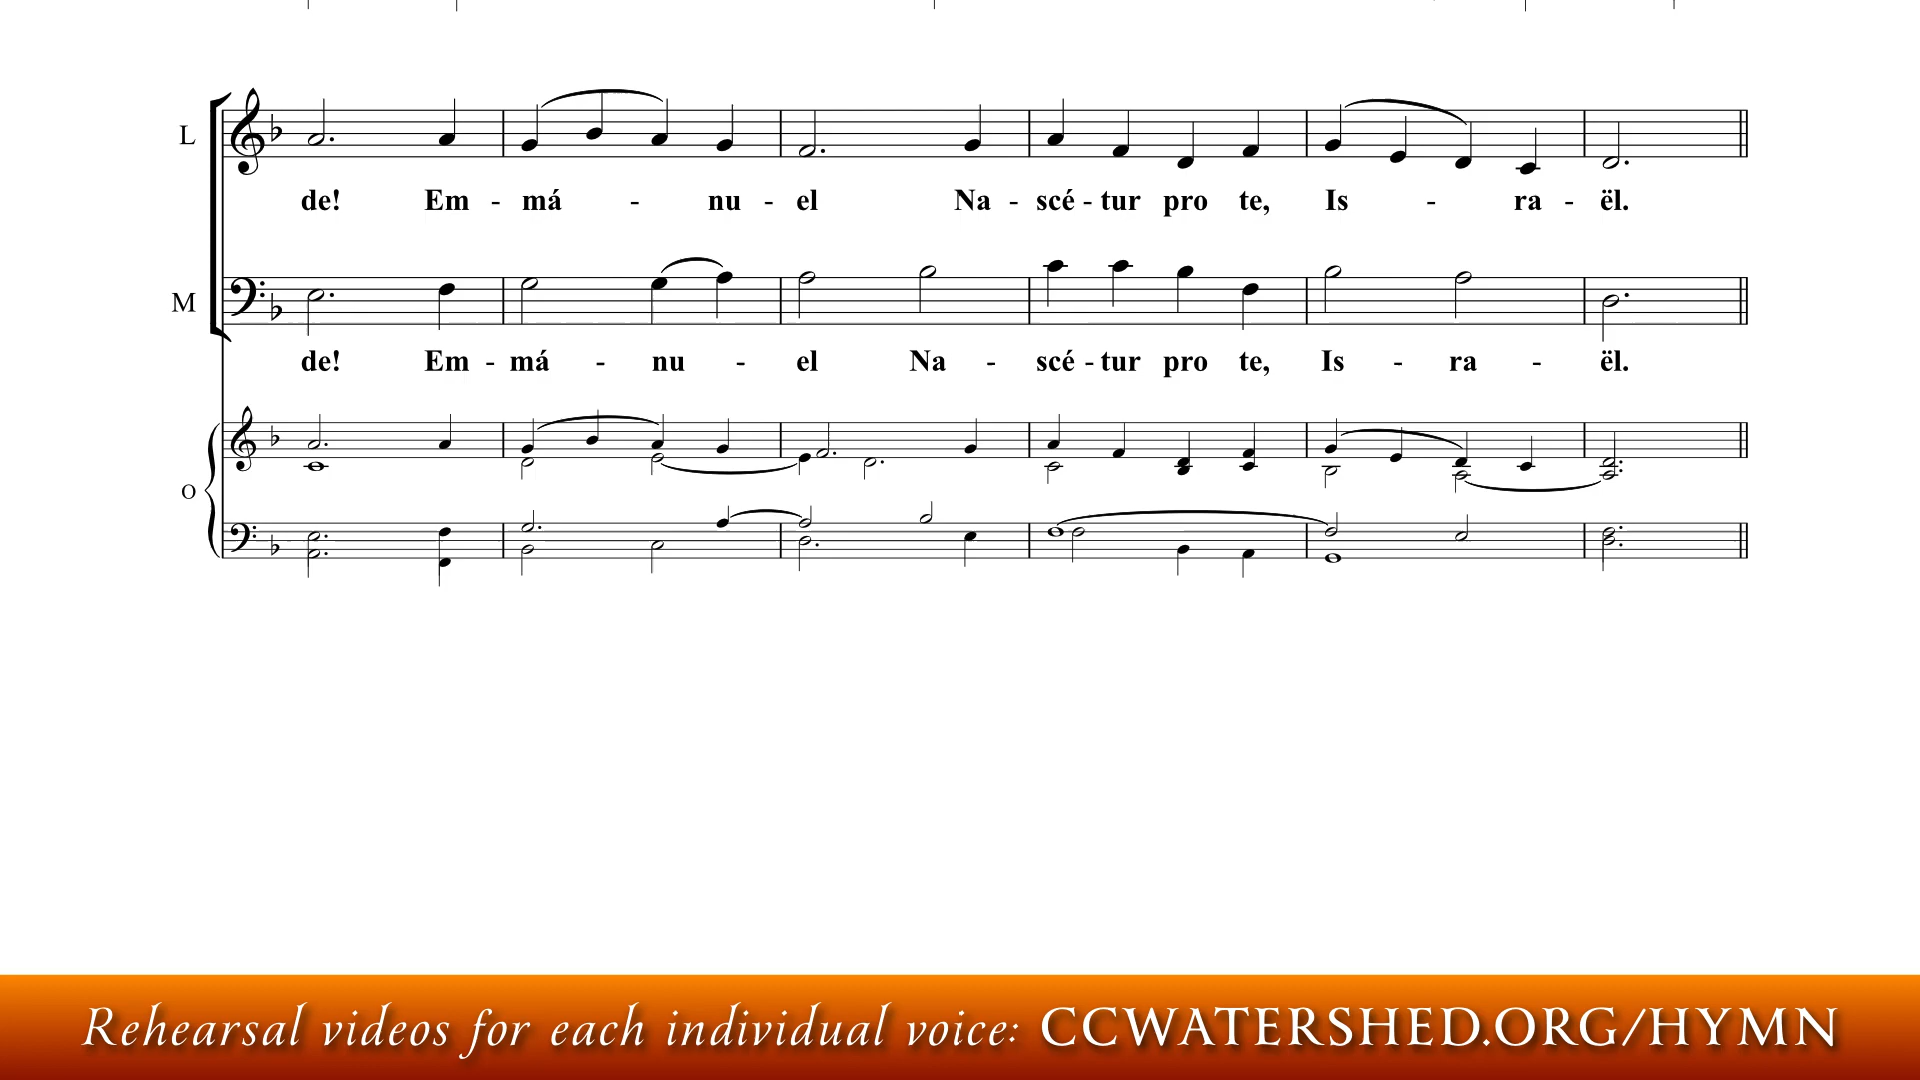 L
de! Em - má - nu - el Na - scé - tur pro te, Is - ra - ël.
M
de! Em - má - nu - el Na - scé - tur pro te, Is - ra - ël.
O
Rehearsal videos for each individual voice: CCWATERSHED.ORG/HYMN